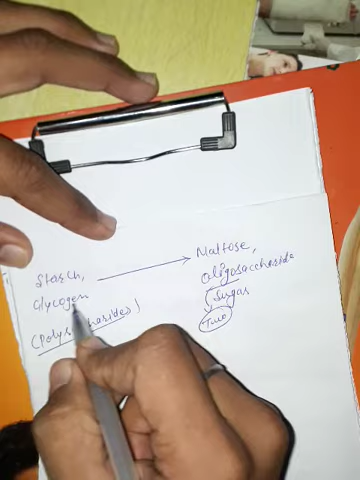 Starch,
Glycogen
(Polysaccharides)
Maltose,
oligosaccharide
(Sugar
Two